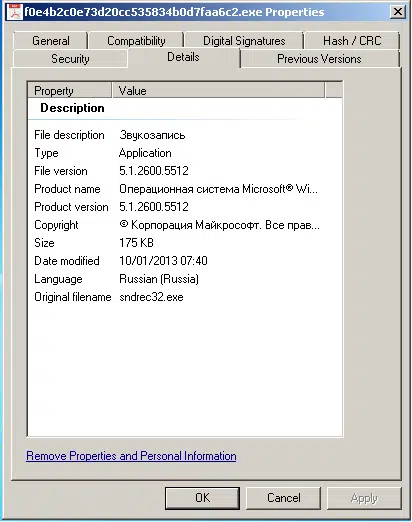 f0e4b2c0e73d20cc535834b0d7faa6c2.exe Properties
General Compatibility Digital Signatures Hash / CRC
Security Details Previous Versions
Property Value
Description
File description Звукозапись
Type Application
File version 5.1.2600.5512
Product name Операционная система Microsoft® Wi...
Product version 5.1.2600.5512
Copyright © Корпорация Майкрософт. Все прав...
Size 175 KB
Date modified 10/01/2013 07:40
Language Russian (Russia)
Original filename sndrec32.exe
Remove Properties and Personal Information
OK Cancel Apply